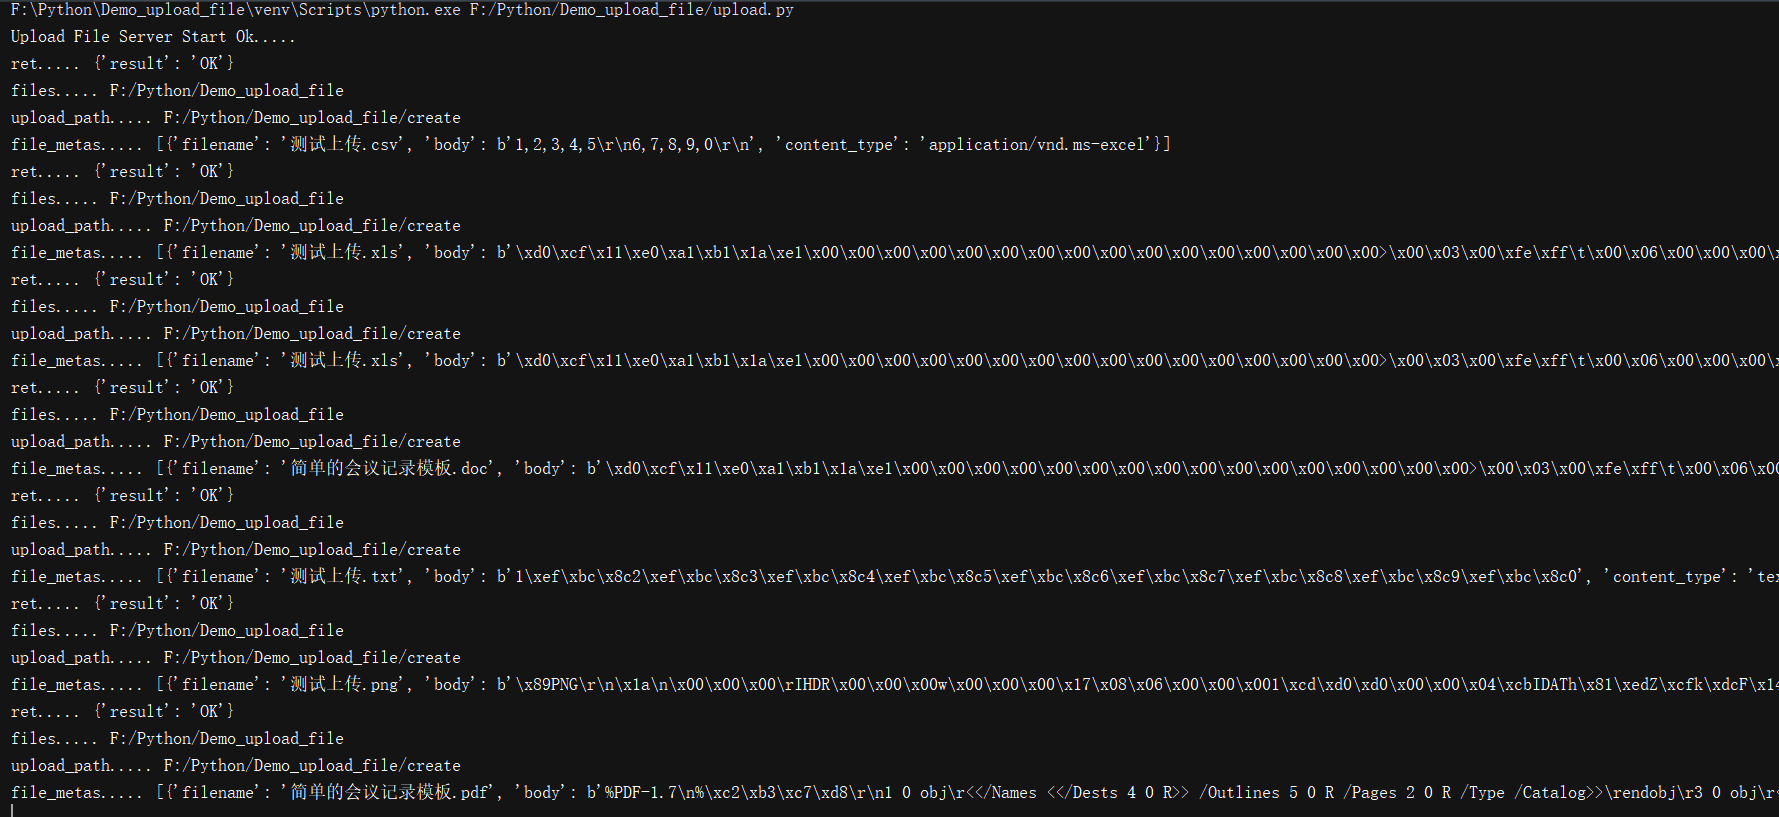 F:\Python\Demo_upload_file\venv\Scripts\python.exe F:/Python/Demo_upload_file/upload.py
Upload File Server Start Ok.....
ret..... {'result': 'OK'}
files..... F:/Python/Demo_upload_file
upload_path..... F:/Python/Demo_upload_file/create
file_metas..... [{'filename': '测试上传.csv', 'body': b'1,2,3,4,5\r\n6,7,8,9,0\r\n', 'content_type': 'application/vnd.ms-excel'}]
ret..... {'result': 'OK'}
files..... F:/Python/Demo_upload_file
upload_path..... F:/Python/Demo_upload_file/create
file_metas..... [{'filename': '测试上传.xls', 'body': b'\xd0\xcf\x11\xe0\xa1\xb1\x1a\xe1\x00\x00\x00\x00\x00\x00\x00\x00\x00\x00\x00\x00\x00\x00\x00\x00>\x00\x03\x00\xfe\xff\t\x00\x06\x00\x00\x00\x
ret..... {'result': 'OK'}
files..... F:/Python/Demo_upload_file
upload_path..... F:/Python/Demo_upload_file/create
file_metas..... [{'filename': '测试上传.xls', 'body': b'\xd0\xcf\x11\xe0\xa1\xb1\x1a\xe1\x00\x00\x00\x00\x00\x00\x00\x00\x00\x00\x00\x00\x00\x00\x00\x00>\x00\x03\x00\xfe\xff\t\x00\x06\x00\x00\x00\x
ret..... {'result': 'OK'}
files..... F:/Python/Demo_upload_file
upload_path..... F:/Python/Demo_upload_file/create
file_metas..... [{'filename': '简单的会议记录模板.doc', 'body': b'\xd0\xcf\x11\xe0\xa1\xb1\x1a\xe1\x00\x00\x00\x00\x00\x00\x00\x00\x00\x00\x00\x00\x00\x00\x00\x00>\x00\x03\x00\xfe\xff\t\x00\x06\x00
ret..... {'result': 'OK'}
files..... F:/Python/Demo_upload_file
upload_path..... F:/Python/Demo_upload_file/create
file_metas..... [{'filename': '测试上传.txt', 'body': b'1\xef\xbc\x8c2\xef\xbc\x8c3\xef\xbc\x8c4\xef\xbc\x8c5\xef\xbc\x8c6\xef\xbc\x8c7\xef\xbc\x8c8\xef\xbc\x8c9\xef\xbc\x8c0', 'content_type': 'tex
ret..... {'result': 'OK'}
files..... F:/Python/Demo_upload_file
upload_path..... F:/Python/Demo_upload_file/create
file_metas..... [{'filename': '测试上传.png', 'body': b'\x89PNG\r\n\x1a\n\x00\x00\x00\rIHDR\x00\x00\x00w\x00\x00\x00\x17\x08\x06\x00\x00\x001\xcd\xd0\xd0\x00\x00\x04\xcbIDATh\x81\xedZ\xcfk\xdcF\x14
ret..... {'result': 'OK'}
files..... F:/Python/Demo_upload_file
upload_path..... F:/Python/Demo_upload_file/create
file_metas..... [{'filename': '简单的会议记录模板.pdf', 'body': b'%PDF-1.7\n%\xc2\xb3\xc7\xd8\r\n1 0 obj\r<</Names <</Dests 4 0 R>> /Outlines 5 0 R /Pages 2 0 R /Type /Catalog>>\rendobj\r3 0 obj\r<